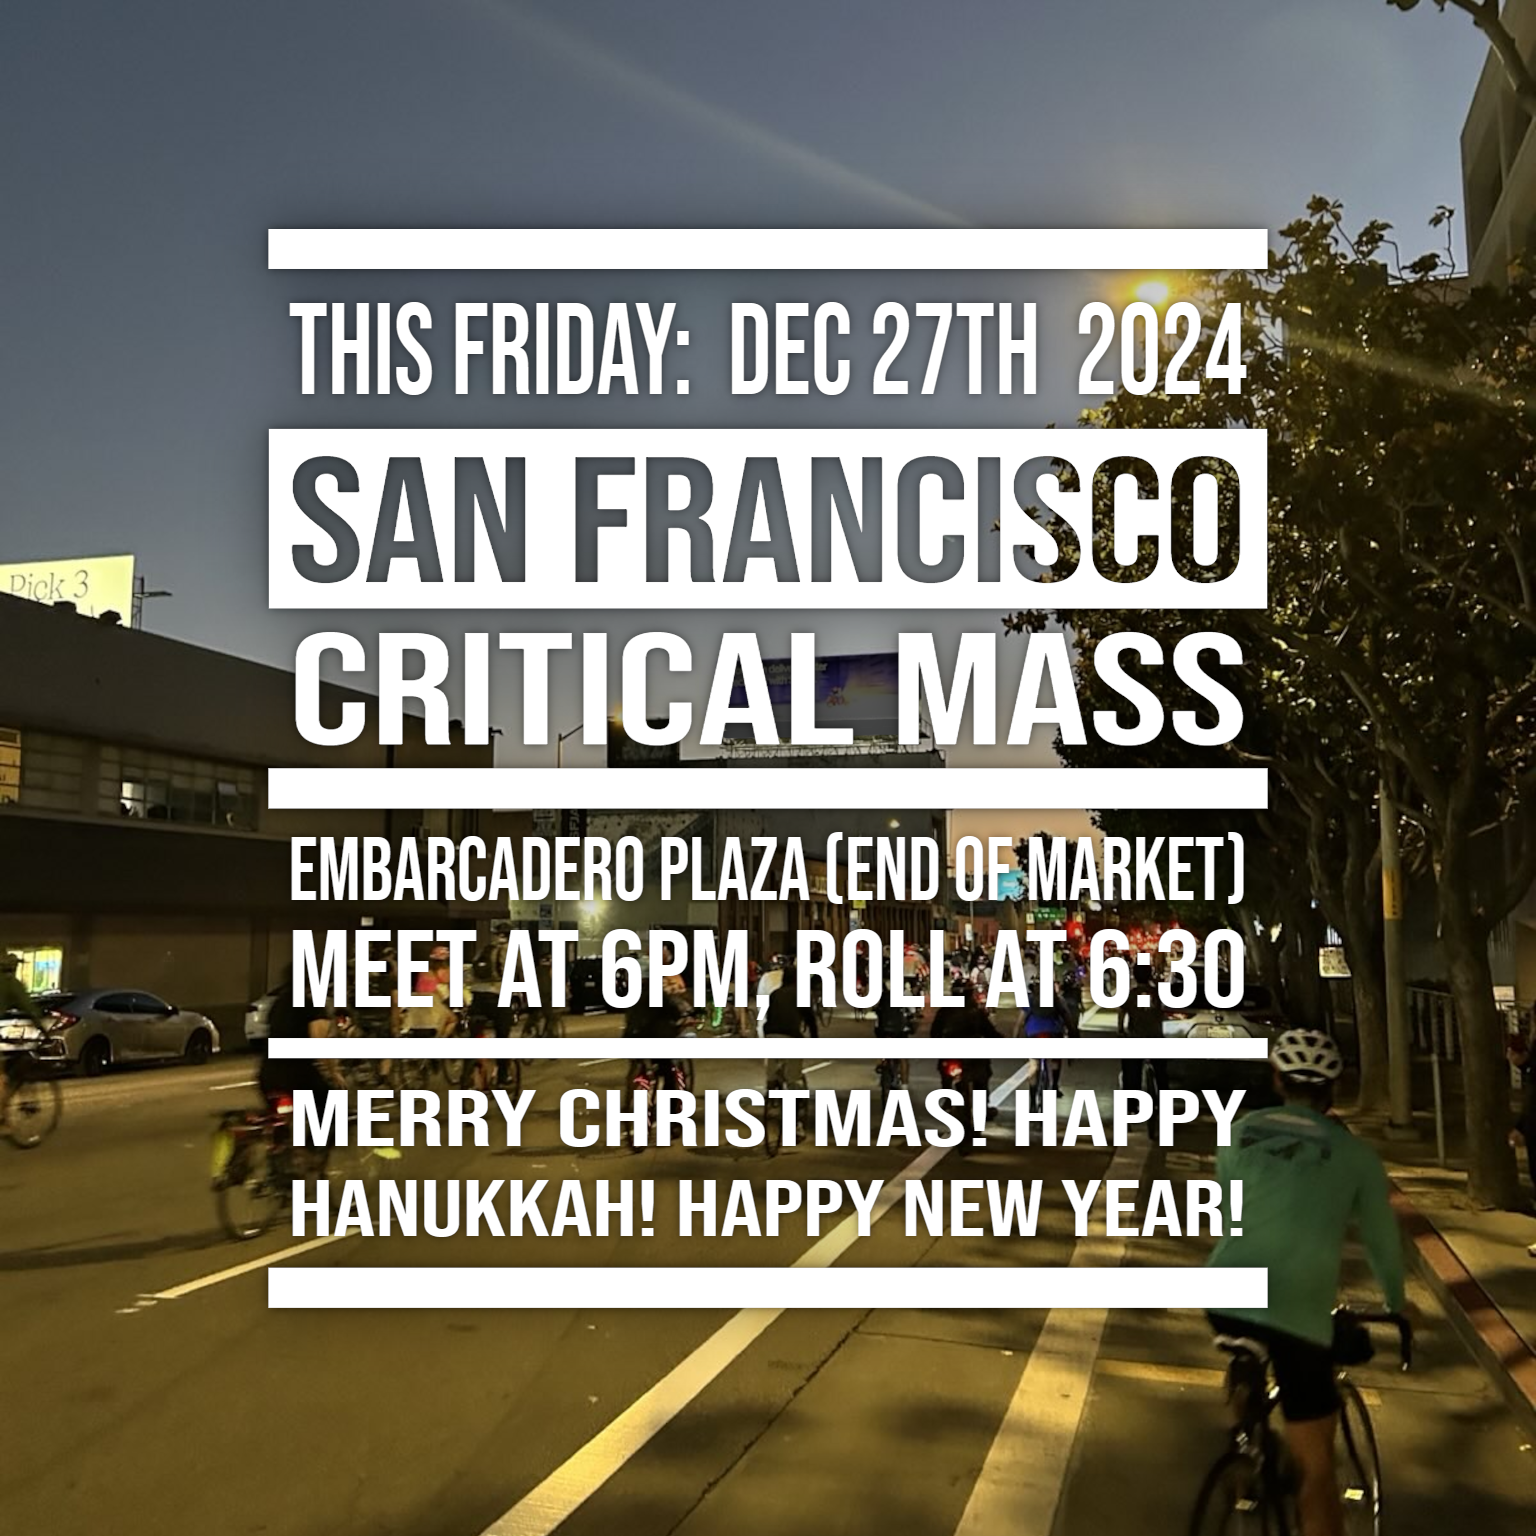 THIS FRIDAY: DEC 27TH 2024
SAN FRANCISCO
CRITICAL MASS
EMBARCADERO PLAZA (END OF MARKET)
MEET AT 6PM, ROLL AT 6:30
MERRY CHRISTMAS! HAPPY
HANUKKAH! HAPPY NEW YEAR!
Pick 3